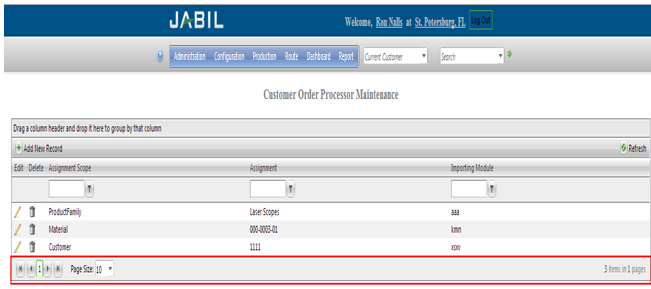 JABIL
Welcome, Ron Nalls at St. Petersburg, FL Log Out
Administration Configuration Production Route Dashboard Report Current Customer Search
Customer Order Processor Maintenance
Drag a column header and drop it here to group by that column
Add New Record Refresh
Edit Delete Assignment Scope Assignment Importing Module
ProductFamily Laser Scopes aaa
Material 000-0003-01 kmn
Customer 1111 xsw
1 Page Size: 10 3 items in 1 pages